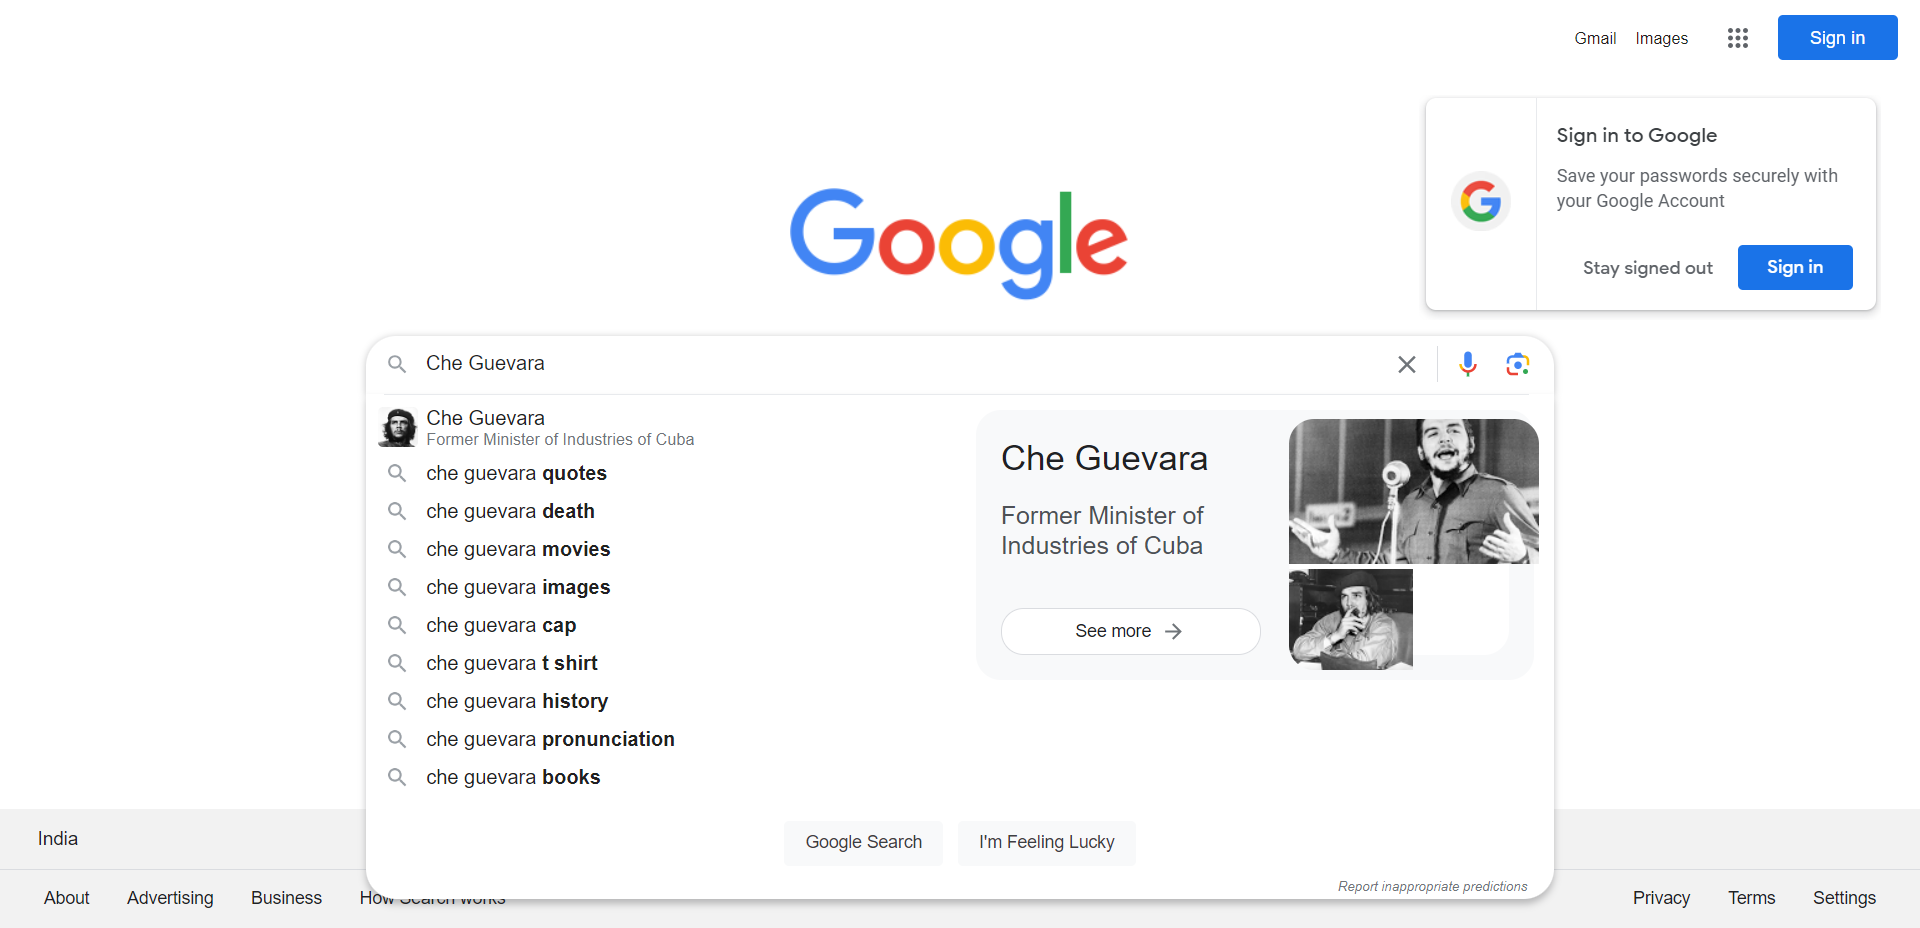 Gmail Images Sign in
Sign in to Google
Save your passwords securely with
your Google Account
Stay signed out Sign in
Google
Che Guevara
Che Guevara
Former Minister of Industries of Cuba
che guevara quotes
che guevara death
che guevara movies
che guevara images
che guevara cap
che guevara t shirt
che guevara history
che guevara pronunciation
che guevara books
Che Guevara
Former Minister of
Industries of Cuba
See more
Google Search I'm Feeling Lucky
Report inappropriate predictions
India
About Advertising Business How Search works
Privacy Terms Settings